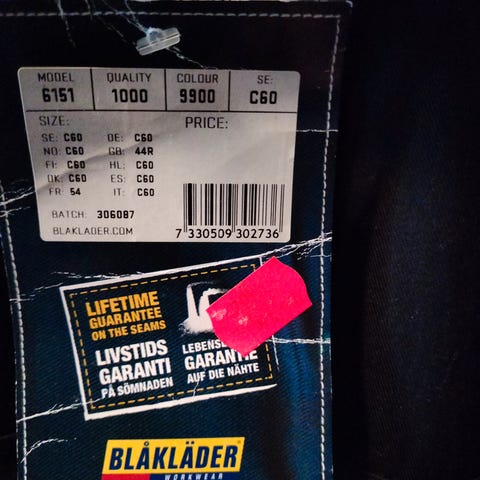 MODEL QUALITY COLOUR SE:
6151 1000 9900 C60
SIZE: PRICE:
SE: C60 DE: C60
NO: C60 GB: 44R
FI: C60 HL: C60
DK: C60 ES: C60
FR: 54 IT: C60
BATCH: 306087
BLAKLADER.COM
7 330509 302736
LIFETIME
GUARANTEE
ON THE SEAMS
LIVSTIDS
GARANTI
PÅ SÖMNADEN
GARANTIE
AUF DIE NÄHTE
BLÅKLÄDER
WORKWEAR